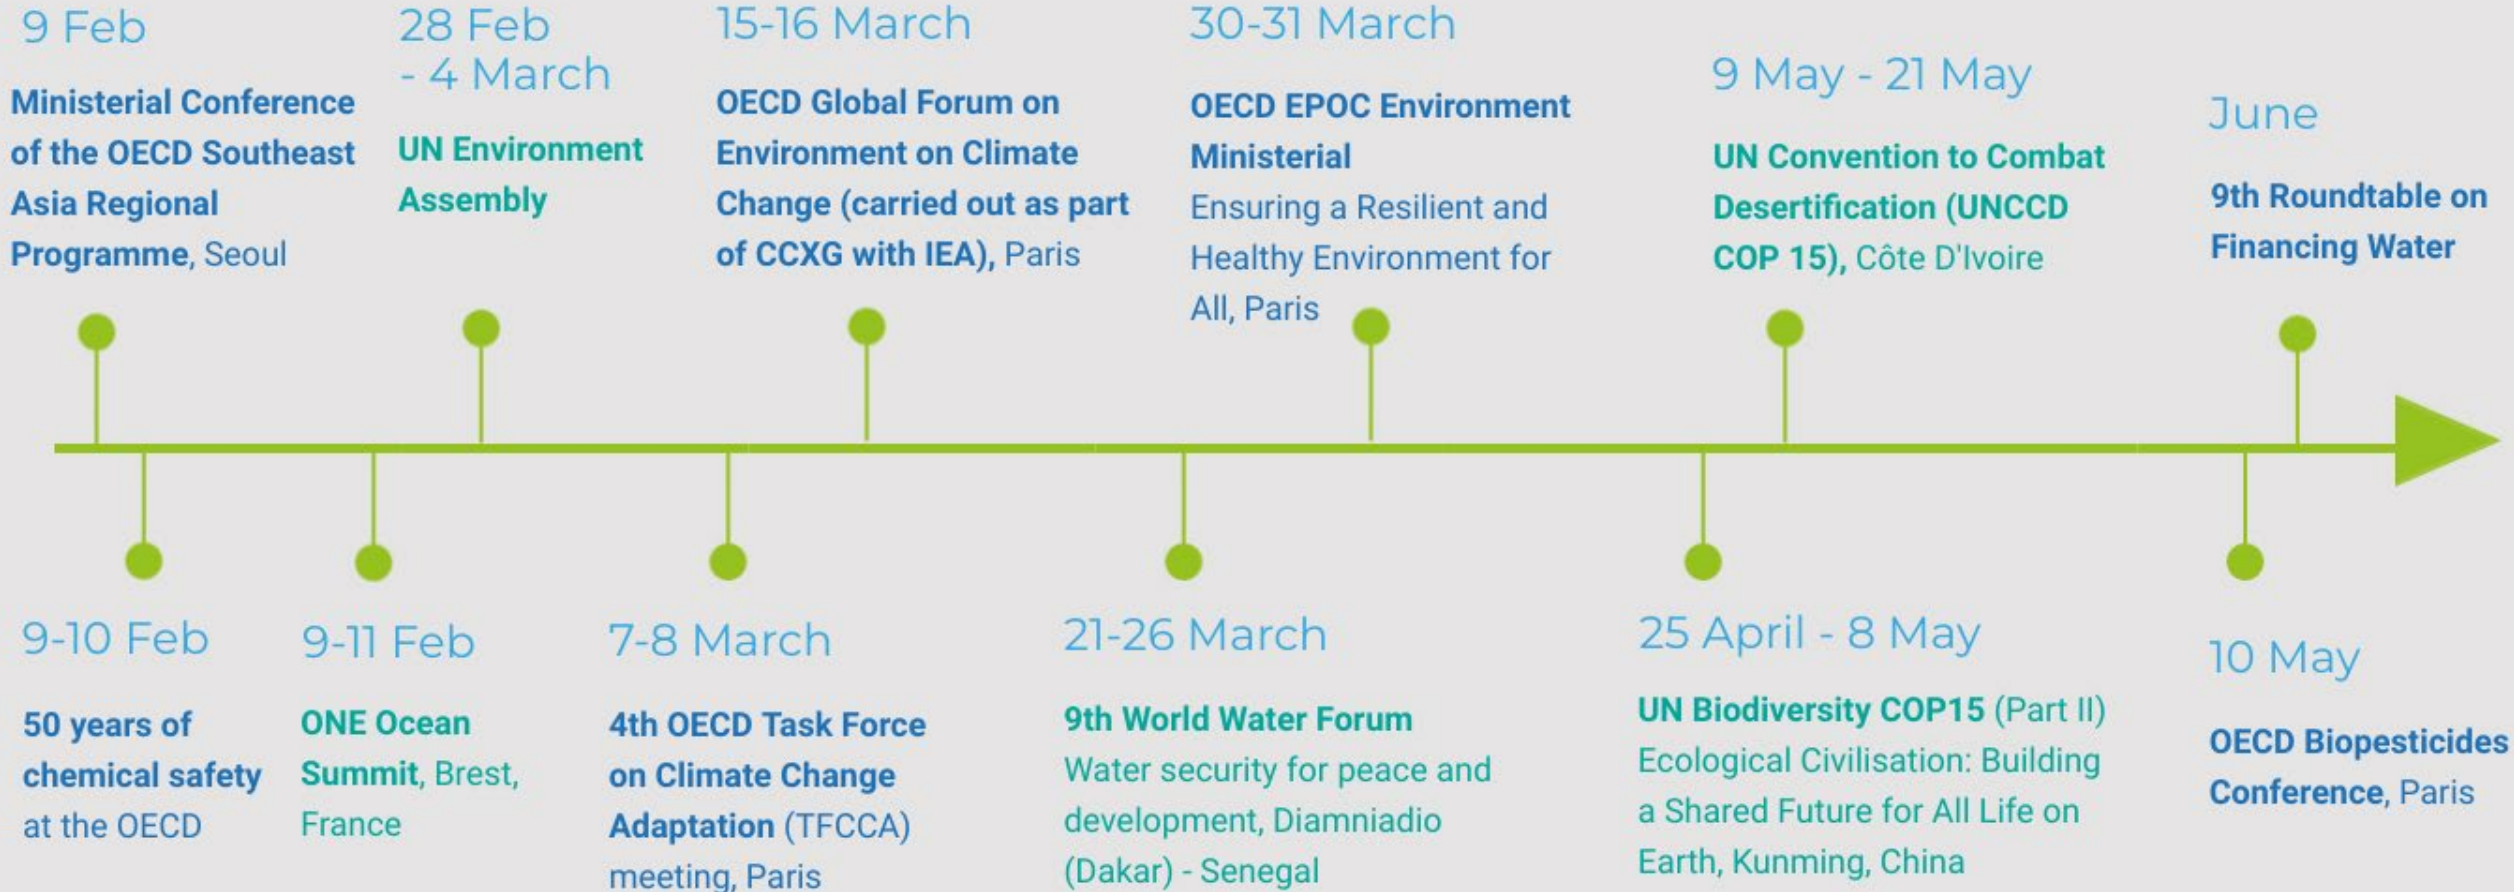 9 Feb
Ministerial Conference
of the OECD Southeast
Asia Regional
Programme, Seoul
28 Feb
- 4 March
UN Environment
Assembly
15-16 March
OECD Global Forum on
Environment on Climate
Change (carried out as part
of CCXG with IEA), Paris
30-31 March
OECD EPOC Environment
Ministerial
Ensuring a Resilient and
Healthy Environment for
All, Paris
9 May - 21 May
UN Convention to Combat
Desertification (UNCCD
COP 15), Côte D'Ivoire
June
9th Roundtable on
Financing Water
9-10 Feb
50 years of
chemical safety
at the OECD
9-11 Feb
ONE Ocean
Summit, Brest,
France
7-8 March
4th OECD Task Force
on Climate Change
Adaptation (TFCCA)
meeting, Paris
21-26 March
9th World Water Forum
Water security for peace and
development, Diamniadio
(Dakar) - Senegal
25 April - 8 May
UN Biodiversity COP15 (Part II)
Ecological Civilisation: Building
a Shared Future for All Life on
Earth, Kunming, China
10 May
OECD Biopesticides
Conference, Paris